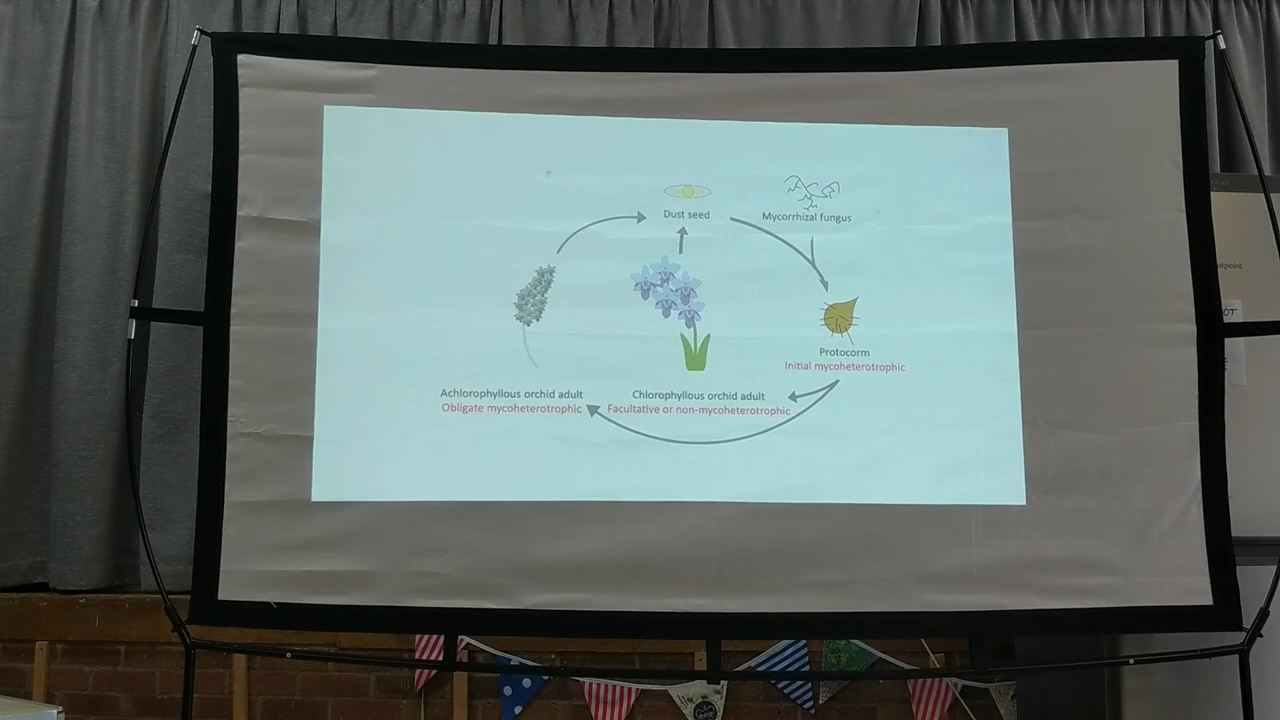 Dust seed
Mycorrhizal fungus
Protocorm
Initial mycoheterotrophic
Achlorophyllous orchid adult
Obligate mycoheterotrophic
Chlorophyllous orchid adult
Facultative or non-mycoheterotrophic